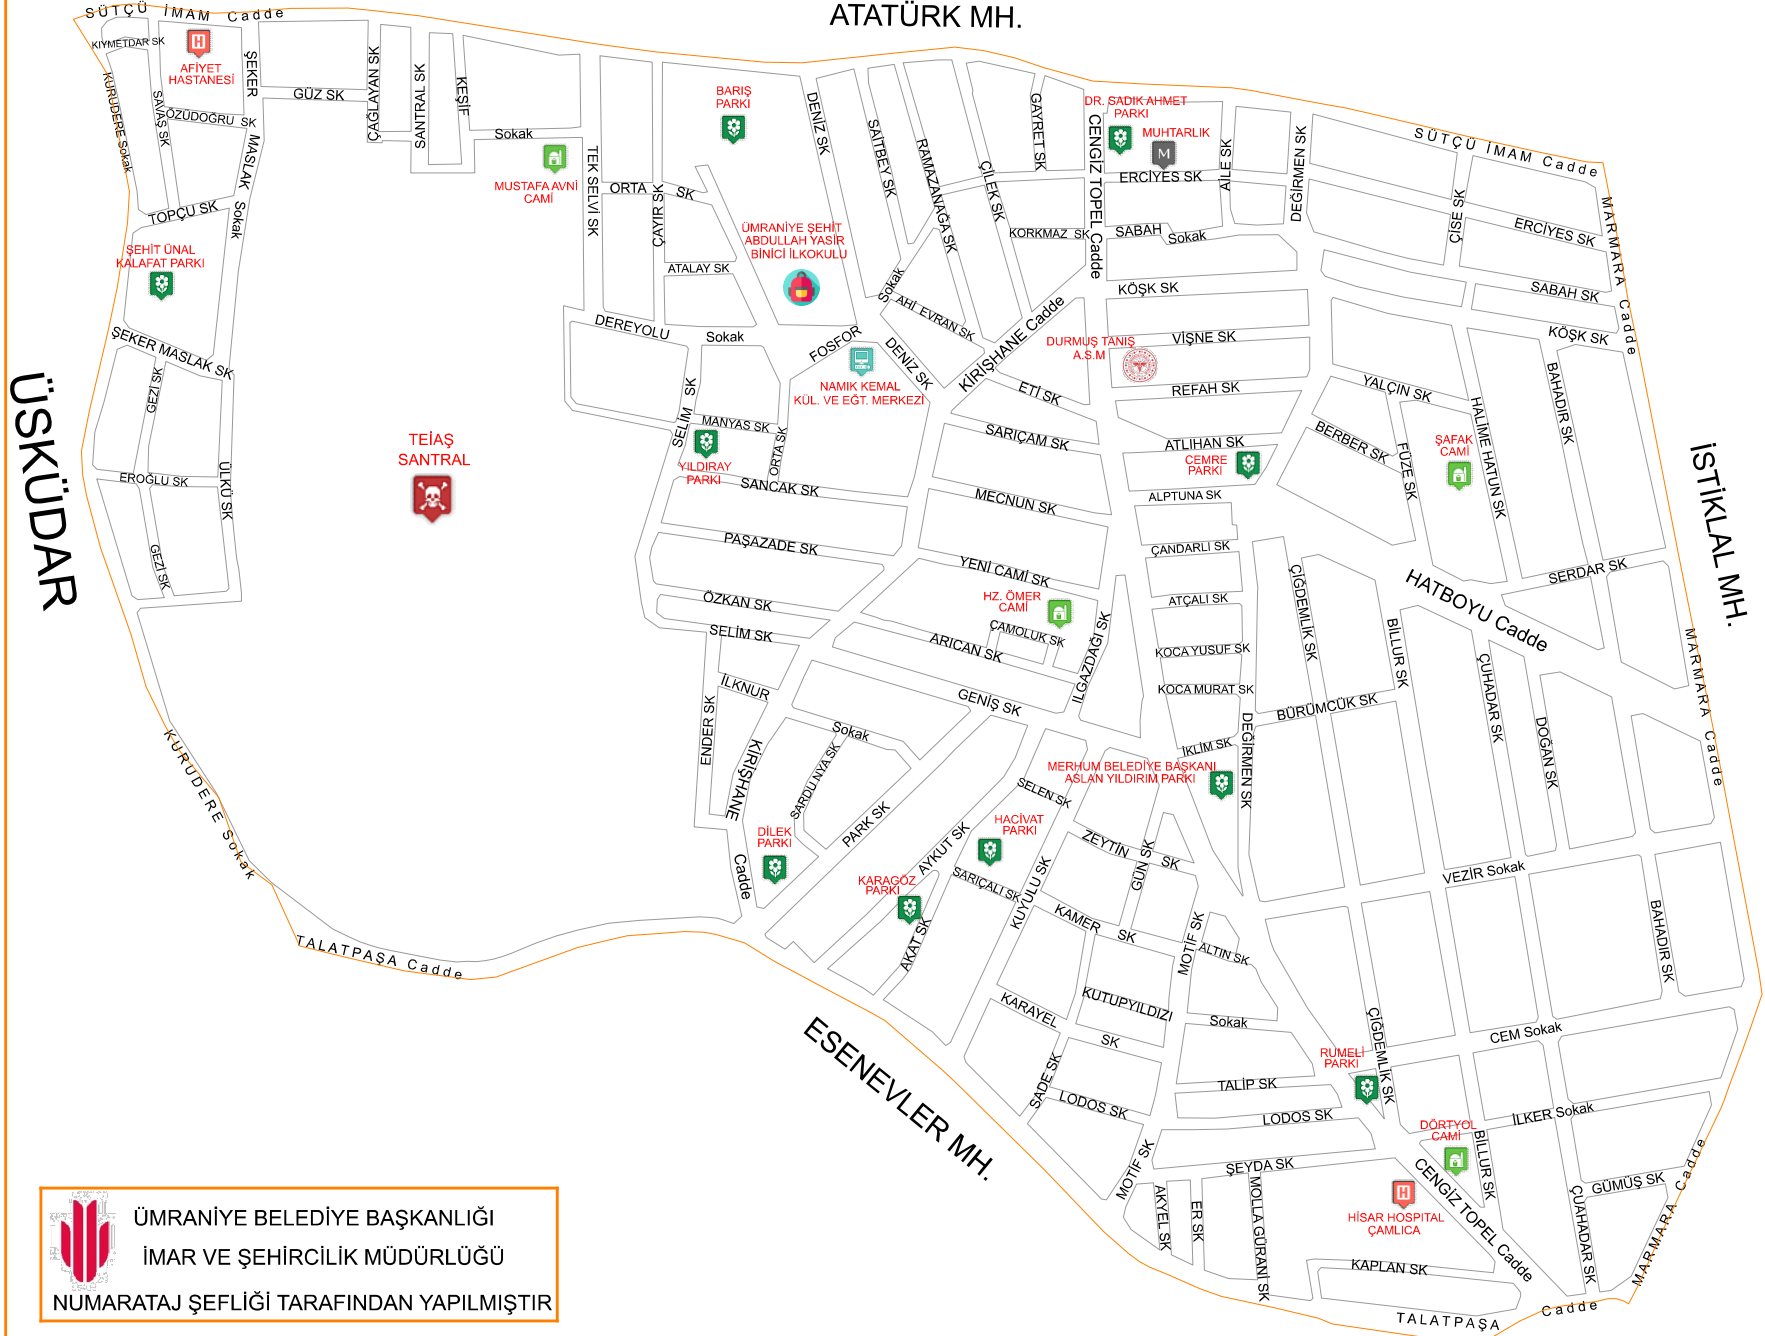 ATATÜRK MH.
SÜTÇÜ İMAM Cadde
KIYMETDAR SK
AFİYET
HASTANESİ
ŞEKER
MASLAK
Sokak
KURUDERE Sokak
SAVAŞ SK
ÖZÜDOĞRU SK
GÜZ SK
ÇAĞLAYAN SK
SANTRAL SK
KEŞİF
Sokak
TOPÇU SK
ŞEHİT ÜNAL
KALAFAT PARKI
ŞEKER MASLAK SK
GEZİ SK
EROĞLU SK
ÜLKÜ SK
GEZİ SK
ÜSKÜDAR
MUSTAFA AVNİ
CAMİ
TEK SELVİ SK
ORTA SK
ÇAYIR SK
BARIŞ
PARKI
DENİZ SK
SAİTBEY SK
RAMAZANAĞA SK
ÇİLEK SK
GAYRET SK
ATALAY SK
ÜMRANİYE ŞEHİT
ABDULLAH YASİR
BİNİCİ İLKOKULU
Sokak
AHİ EVRAN SK
DEREYOLU
Sokak
FOSFOR
DENİZ SK
NAMIK KEMAL
KÜL. VE EĞT. MERKEZİ
KİRİŞHANE Cadde
DR. SADIK AHMET
PARKI
MUHTARLIK
CENGİZ TOPEL Cadde
ERCİYES SK
AİLE SK
DEĞİRMEN SK
KORKMAZ SK
SABAH
Sokak
KÖŞK SK
VİŞNE SK
DURMUŞ TANIŞ
A.S.M
REFAH SK
ETİ SK
SARIÇAM SK
ATLIHAN SK
CEMRE
PARKI
ALPTUNA SK
MECNUN SK
SÜTÇÜ İMAM Cadde
MARMARA Cadde
ÇİSE SK
ERCİYES SK
SABAH SK
KÖŞK SK
YALÇIN SK
BERBER SK
FÜZE SK
HALİME HATUN SK
BAHADIR SK
ŞAFAK
CAMİ
İSTİKLAL MH.
SERDAR SK
HATBOYU Cadde
SELİM SK
MANYAS SK
YILDIRAY
PARKI
ORTA SK
SANCAK SK
TEİAŞ
SANTRAL
PAŞAZADE SK
ÖZKAN SK
SELİM SK
YENİ CAMİ SK
HZ. ÖMER
CAMİ
ÇAMOLUK SK
ARICAN SK
ILGAZDAĞI SK
GENİŞ SK
ÇANDARLI SK
ATÇALI SK
KOCA YUSUF SK
KOCA MURAT SK
İKLİM SK
ÇİĞDEMLİK SK
BİLLUR SK
BÜRÜMCÜK SK
DEĞİRMEN SK
ÇUHADAR SK
DOĞAN SK
MARMARA Cadde
İLKNUR
Sokak
ENDER SK
KİRİŞHANE
Cadde
SARDUNYA SK
DİLEK
PARKI
PARK SK
MERHUM BELEDİYE BAŞKANI
ASLAN YILDIRIM PARKI
SELEN SK
HACİVAT
PARKI
AYKUT SK
KARAGÖZ
PARKI
SARIÇALI SK
AKAT SK
KUYULU SK
ZEYTİN SK
GÜN SK
KAMER SK
MOTİF SK
ALTIN SK
VEZİR Sokak
BAHADIR SK
KURUDERE Sokak
TALATPAŞA Cadde
ESENEVLER MH.
KARAYEL
SK
KUTUPYILDIZI
Sokak
SADE SK
LODOS SK
TALİP SK
LODOS SK
RUMELİ
PARKI
ÇİĞDEMLİK SK
CEM Sokak
İLKER Sokak
DÖRTYOL
CAMİ
BİLLUR SK
MOTİF SK
ŞEYDA SK
AKYEL SK
ER SK
MOLLA GÜRANİ SK
HİSAR HOSPITAL
ÇAMLICA
CENGİZ TOPEL Cadde
ÇUAHADAR SK
GÜMÜŞ SK
MARMARA Cadde
KAPLAN SK
TALATPAŞA Cadde
ÜMRANİYE BELEDİYE BAŞKANLIĞI
İMAR VE ŞEHİRCİLİK MÜDÜRLÜĞÜ
NUMARATAJ ŞEFLİĞİ TARAFINDAN YAPILMIŞTIR